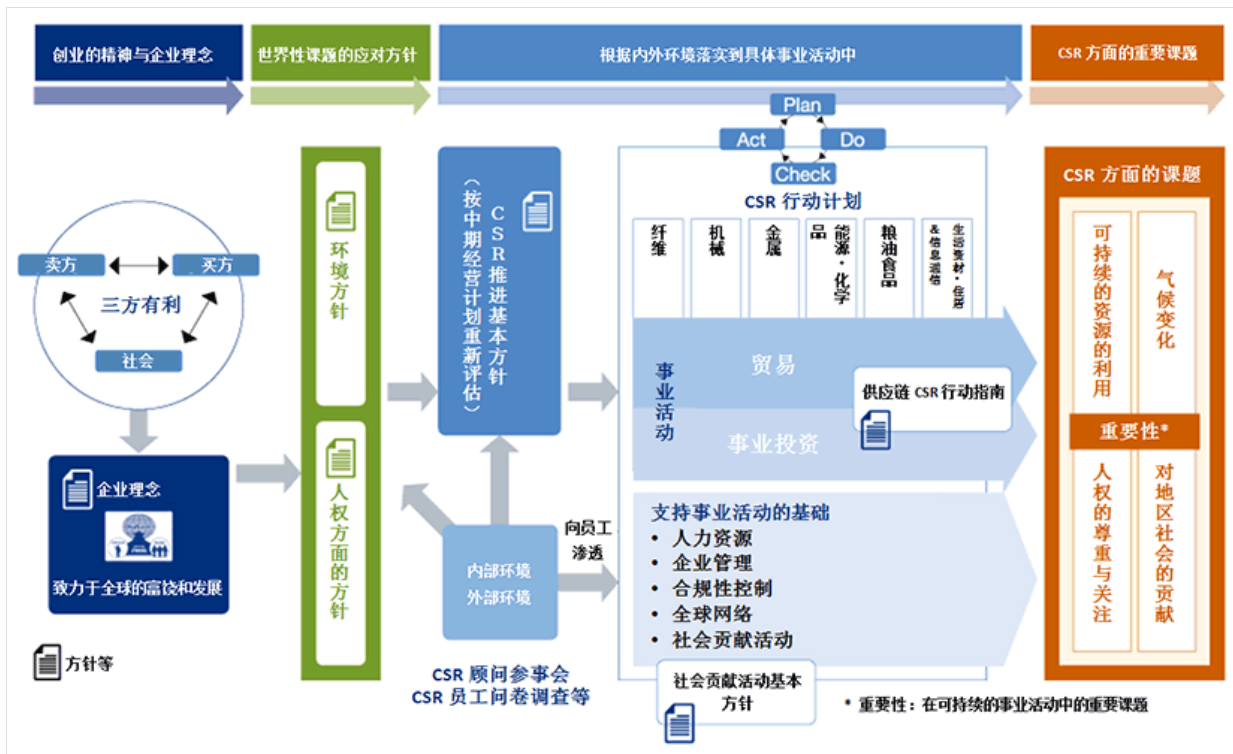 创业的精神与企业理念
世界性课题的应对方针
根据内外环境落实到具体事业活动中
CSR 方面的重要课题
卖方
买方
三方有利
社会
企业理念
致力于全球的富饶和发展
方针等
环境方针
人权方面的方针
CSR推进基本方针
(按中期经营计划重新评估)
内部环境
外部环境
向员工
渗透
CSR 顾问参事会
CSR 员工问卷调查等
Plan
Act
Do
Check
CSR 行动计划
纤维
机械
金属
能源·化学
品
粮油食品
生活资材·住居
&信息通信
事业活动
贸易
供应链 CSR 行动指南
事业投资
支持事业活动的基础
• 人力资源
• 企业管理
• 合规性控制
• 全球网络
• 社会贡献活动
社会贡献活动基本
方针
CSR 方面的课题
可持续的资源的利用
气候变化
重要性*
人权的尊重与关注
对地区社会的贡献
* 重要性：在可持续的事业活动中的重要课题